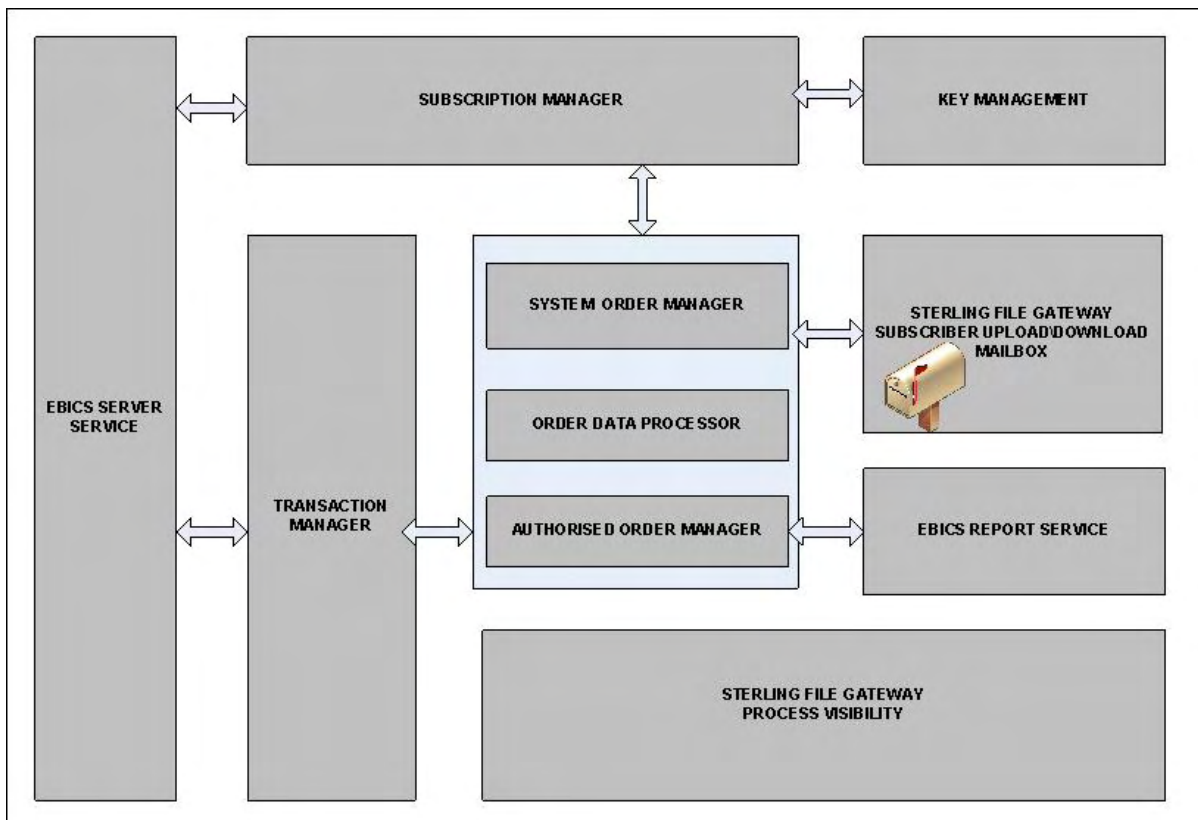 SUBSCRIPTION MANAGER
KEY MANAGEMENT
EBICS SERVER
SERVICE
TRANSACTION
MANAGER
SYSTEM ORDER MANAGER
ORDER DATA PROCESSOR
AUTHORISED ORDER MANAGER
STERLING FILE GATEWAY
SUBSCRIBER UPLOAD\DOWNLOAD
MAILBOX
EBICS REPORT SERVICE
STERLING FILE GATEWAY
PROCESS VISIBILITY